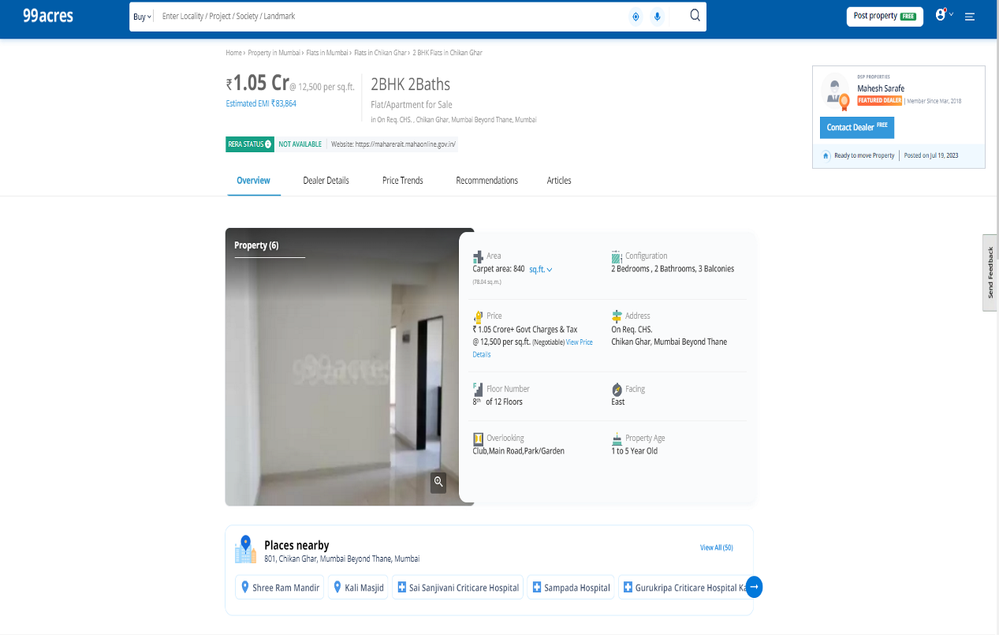 99acres
Buy
Enter Locality / Project / Society / Landmark
Post property FREE
Home › Property in Mumbai › Flats in Mumbai › Flats in Chikan Ghar › 2 BHK Flats in Chikan Ghar
₹1.05 Cr @ 12,500 per sq.ft.
Estimated EMI ₹83,864
2BHK 2Baths
Flat/Apartment for Sale
in On Req. CHS. , Chikan Ghar, Mumbai Beyond Thane, Mumbai
DSP PROPERTIES
Mahesh Sarafe
FEATURED DEALER | Member Since Mar, 2018
Contact Dealer FREE
Ready to move Property | Posted on Jul 19, 2023
RERA STATUS NOT AVAILABLE | Website: https://maharerait.mahaonline.gov.in/
Overview Dealer Details Price Trends Recommendations Articles
Property (6)
99acres
Area
Carpet area: 840 sq.ft.
(78.04 sq.m.)
Configuration
2 Bedrooms , 2 Bathrooms, 3 Balconies
Price
₹ 1.05 Crore+ Govt Charges & Tax
@ 12,500 per sq.ft. (Negotiable) View Price
Details
Address
On Req. CHS.
Chikan Ghar, Mumbai Beyond Thane
Floor Number
8th of 12 Floors
Facing
East
Overlooking
Club,Main Road,Park/Garden
Property Age
1 to 5 Year Old
Send Feedback
Places nearby
801, Chikan Ghar, Mumbai Beyond Thane, Mumbai
View All (50)
Shree Ram Mandir
Kali Masjid
Sai Sanjivani Criticare Hospital
Sampada Hospital
Gurukripa Criticare Hospital Ka